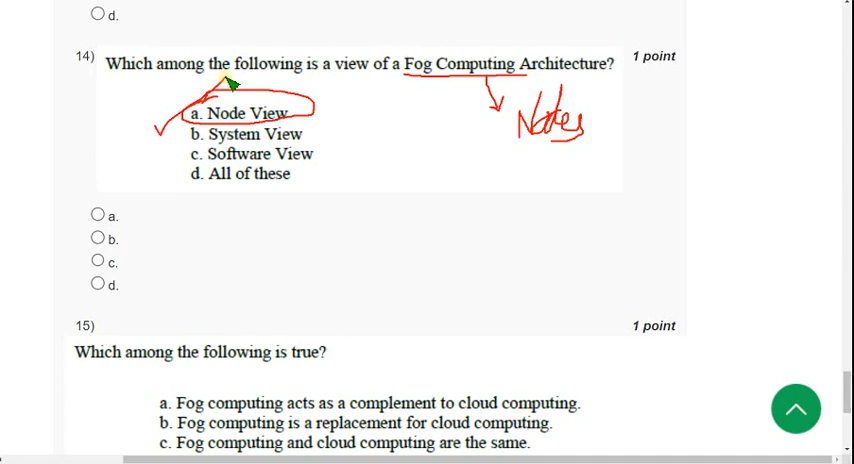 d.
14) Which among the following is a view of a Fog Computing Architecture? 1 point
a. Node View
b. System View
c. Software View
d. All of these
Nodes
a.
b.
c.
d.
15) 1 point
Which among the following is true?
a. Fog computing acts as a complement to cloud computing.
b. Fog computing is a replacement for cloud computing.
c. Fog computing and cloud computing are the same.